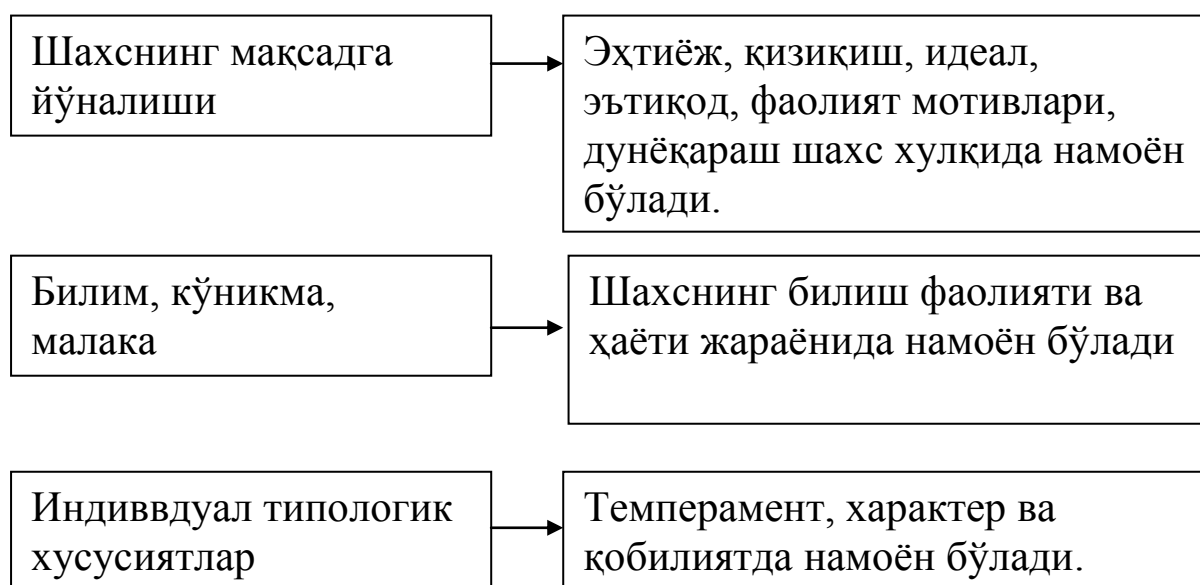 Шахснинг мақсадга
йўналиши
Эҳтиёж, қизиқиш, идеал,
эътиқод, фаолият мотивлари,
дунёқараш шахс хулқида намоён
бўлади.
Билим, кўникма,
малака
Шахснинг билиш фаолияти ва
ҳаёти жараёнида намоён бўлади
Индиввдуал типологик
хусусиятлар
Темперамент, характер ва
қобилиятда намоён бўлади.